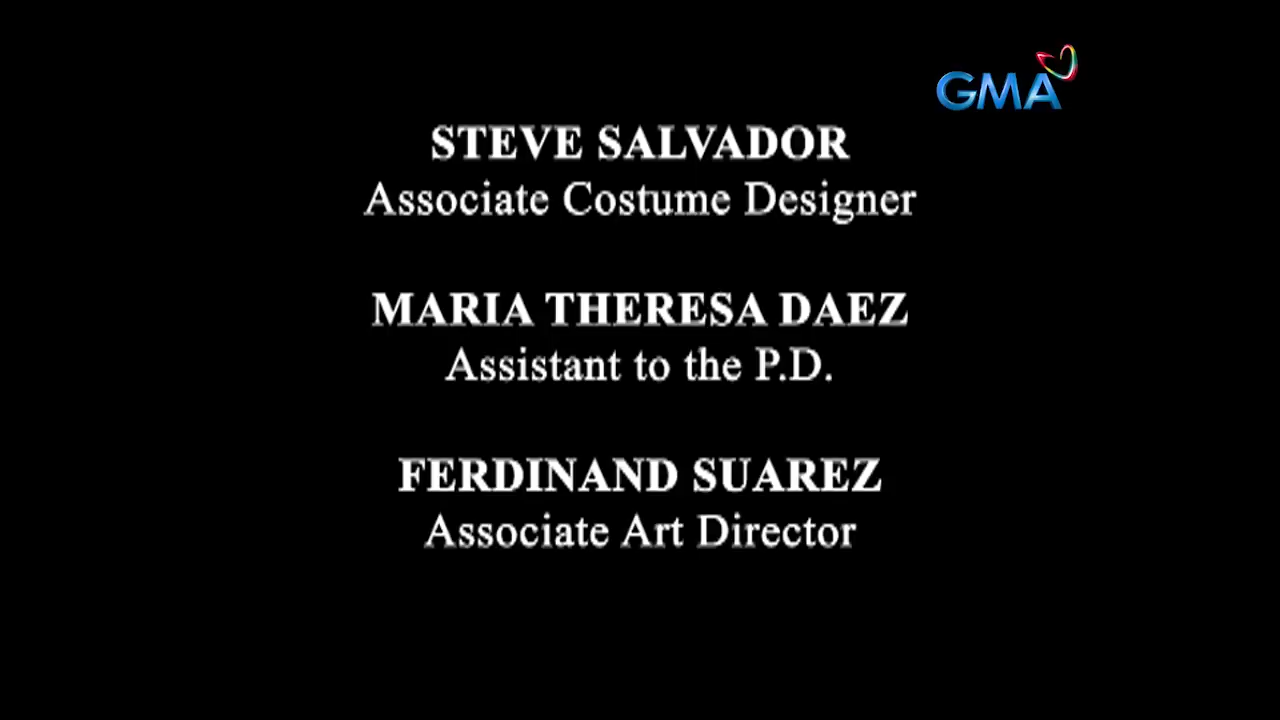 GMA
STEVE SALVADOR
Associate Costume Designer
MARIA THERESA DAEZ
Assistant to the P.D.
FERDINAND SUAREZ
Associate Art Director